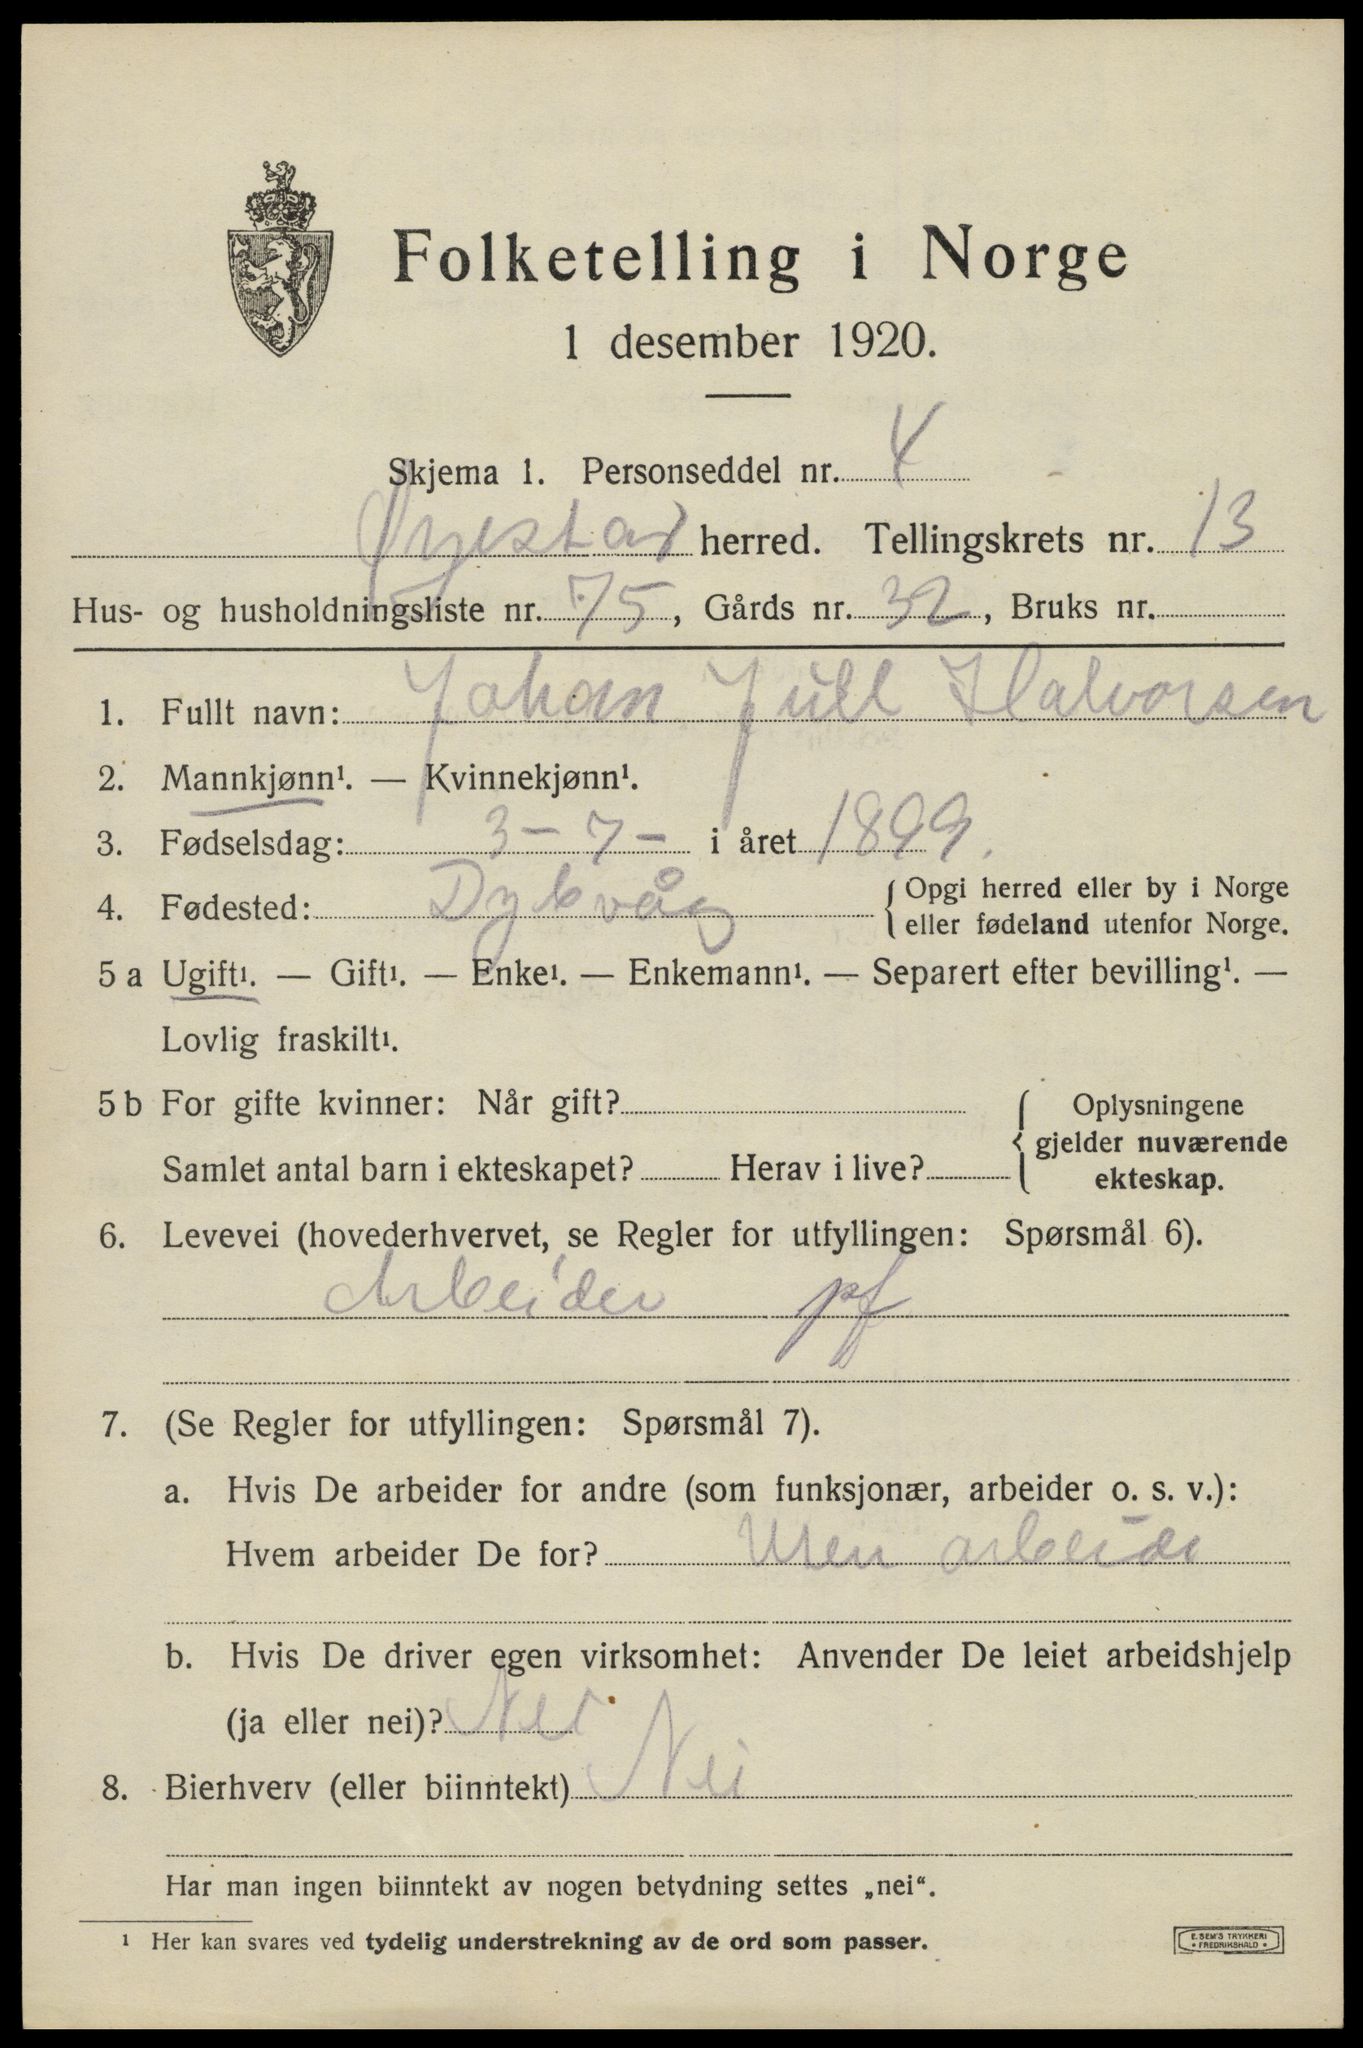 Folketelling i Norge
1 desember 1920.
Skjema 1. Personseddel nr. 4
Øyestad herred. Tellingskrets nr. 13
Hus- og husholdningsliste nr. 75, Gårds nr. 32, Bruks nr.
1. Fullt navn: Johan Jull Halvorsen
2. Mannkjønn¹. — Kvinnekjønn¹.
3. Fødselsdag: 3-7- i året 1899.
4. Fødested: Dybvåg { Opgi herred eller by i Norge
eller fødeland utenfor Norge.
5 a Ugift¹. — Gift¹. — Enke¹. — Enkemann¹. — Separert efter bevilling¹. —
Lovlig fraskilt¹.
5 b For gifte kvinner: Når gift? { Oplysningene
gjelder nuværende
Samlet antal barn i ekteskapet? Herav i live?
ekteskap.
6. Levevei (hovederhvervet, se Regler for utfyllingen: Spørsmål 6).
Arbeider pf
7. (Se Regler for utfyllingen: Spørsmål 7).
a. Hvis De arbeider for andre (som funksjonær, arbeider o. s. v.):
Hvem arbeider De for? Uten arbeide
b. Hvis De driver egen virksomhet: Anvender De leiet arbeidshjelp
(ja eller nei)? Nei
8. Bierhverv (eller biinntekt) Nei
Har man ingen biinntekt av nogen betydning settes „nei“.
¹ Her kan svares ved tydelig understrekning av de ord som passer.
E. SEM'S TRYKKERI
• FREDRIKSHALD •